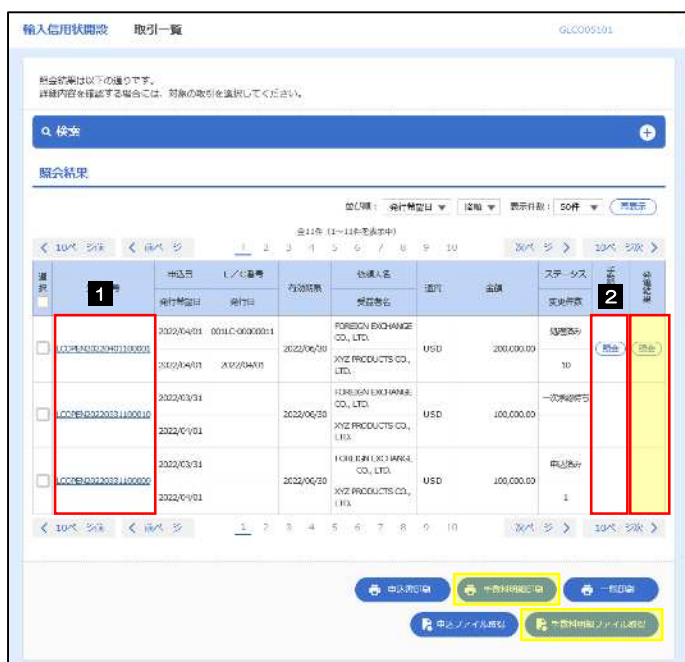 輸入信用状開設 取引一覧 GLCO05101
照会結果は以下の通りです。
詳細内容を確認する場合には、対象の取引を選択してください。
検索
照会結果
並び順： 発行希望日 降順 表示件数： 50件 再表示
全11件（1～11件を表示中）
10ページ前 前ページ 1 2 3 4 5 6 7 8 9 10 次ページ 10ページ次
選択 1 号 申込日 L/C番号 有効期限 依頼人名 通貨 金額 ステータス 2
発行希望日 発行日 受益者名 変更件数
2022/04/01 001LC-00000011 FOREIGN EXCHANGE CO., LTD. 処理済み
LCOPEN20220401100001 2022/06/30 USD 200,000.00 照会 照会
2022/04/01 2022/04/01 XYZ PRODUCTS CO., LTD. 10
2022/03/31 FOREIGN EXCHANGE CO., LTD. 一次承認待ち
LCOPEN20220331100010 2022/06/30 USD 100,000.00
2022/04/01 XYZ PRODUCTS CO., LTD.
2022/03/31 FOREIGN EXCHANGE CO., LTD. 申込済み
LCOPEN20220331100009 2022/06/30 USD 100,000.00
2022/04/01 XYZ PRODUCTS CO., LTD. 1
10ページ前 前ページ 1 2 3 4 5 6 7 8 9 10 次ページ 10ページ次
申込書印刷 手数料明細印刷 一覧印刷
申込ファイル取得 手数料明細ファイル取得